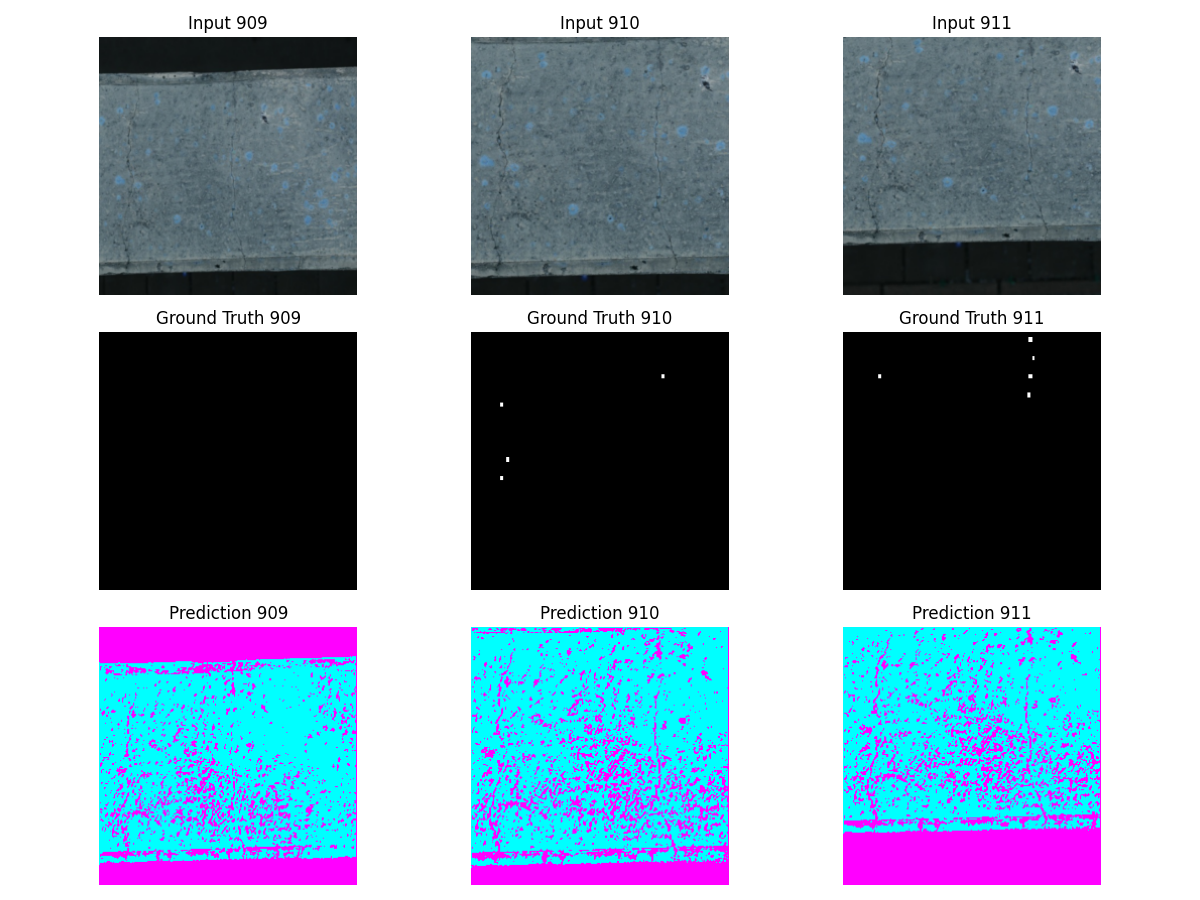 Input 909
Input 910
Input 911
Ground Truth 909
Ground Truth 910
Ground Truth 911
Prediction 909
Prediction 910
Prediction 911